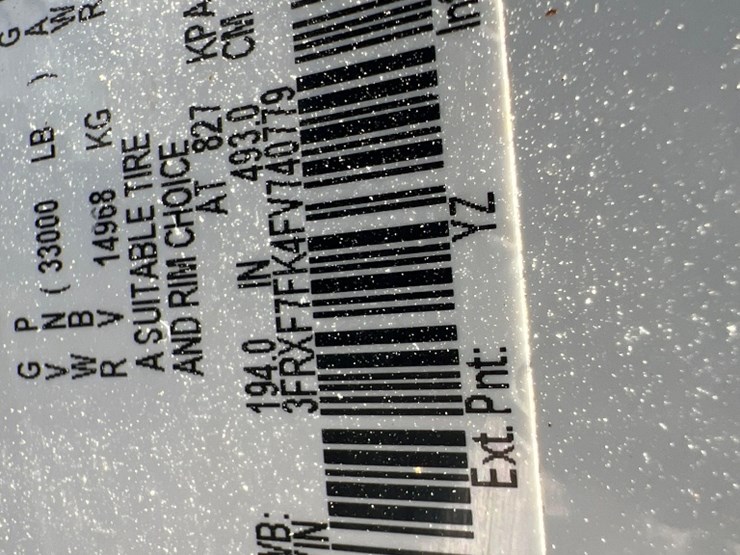 G P
V N ( 33000 LB )
W B
R V 14968 KG
A SUITABLE TIRE
AND RIM CHOICE
AT 827 KPA
194.0 IN 493.0 CM
3FRXF7FK4FV740779
YZ
Ext. Pnt: